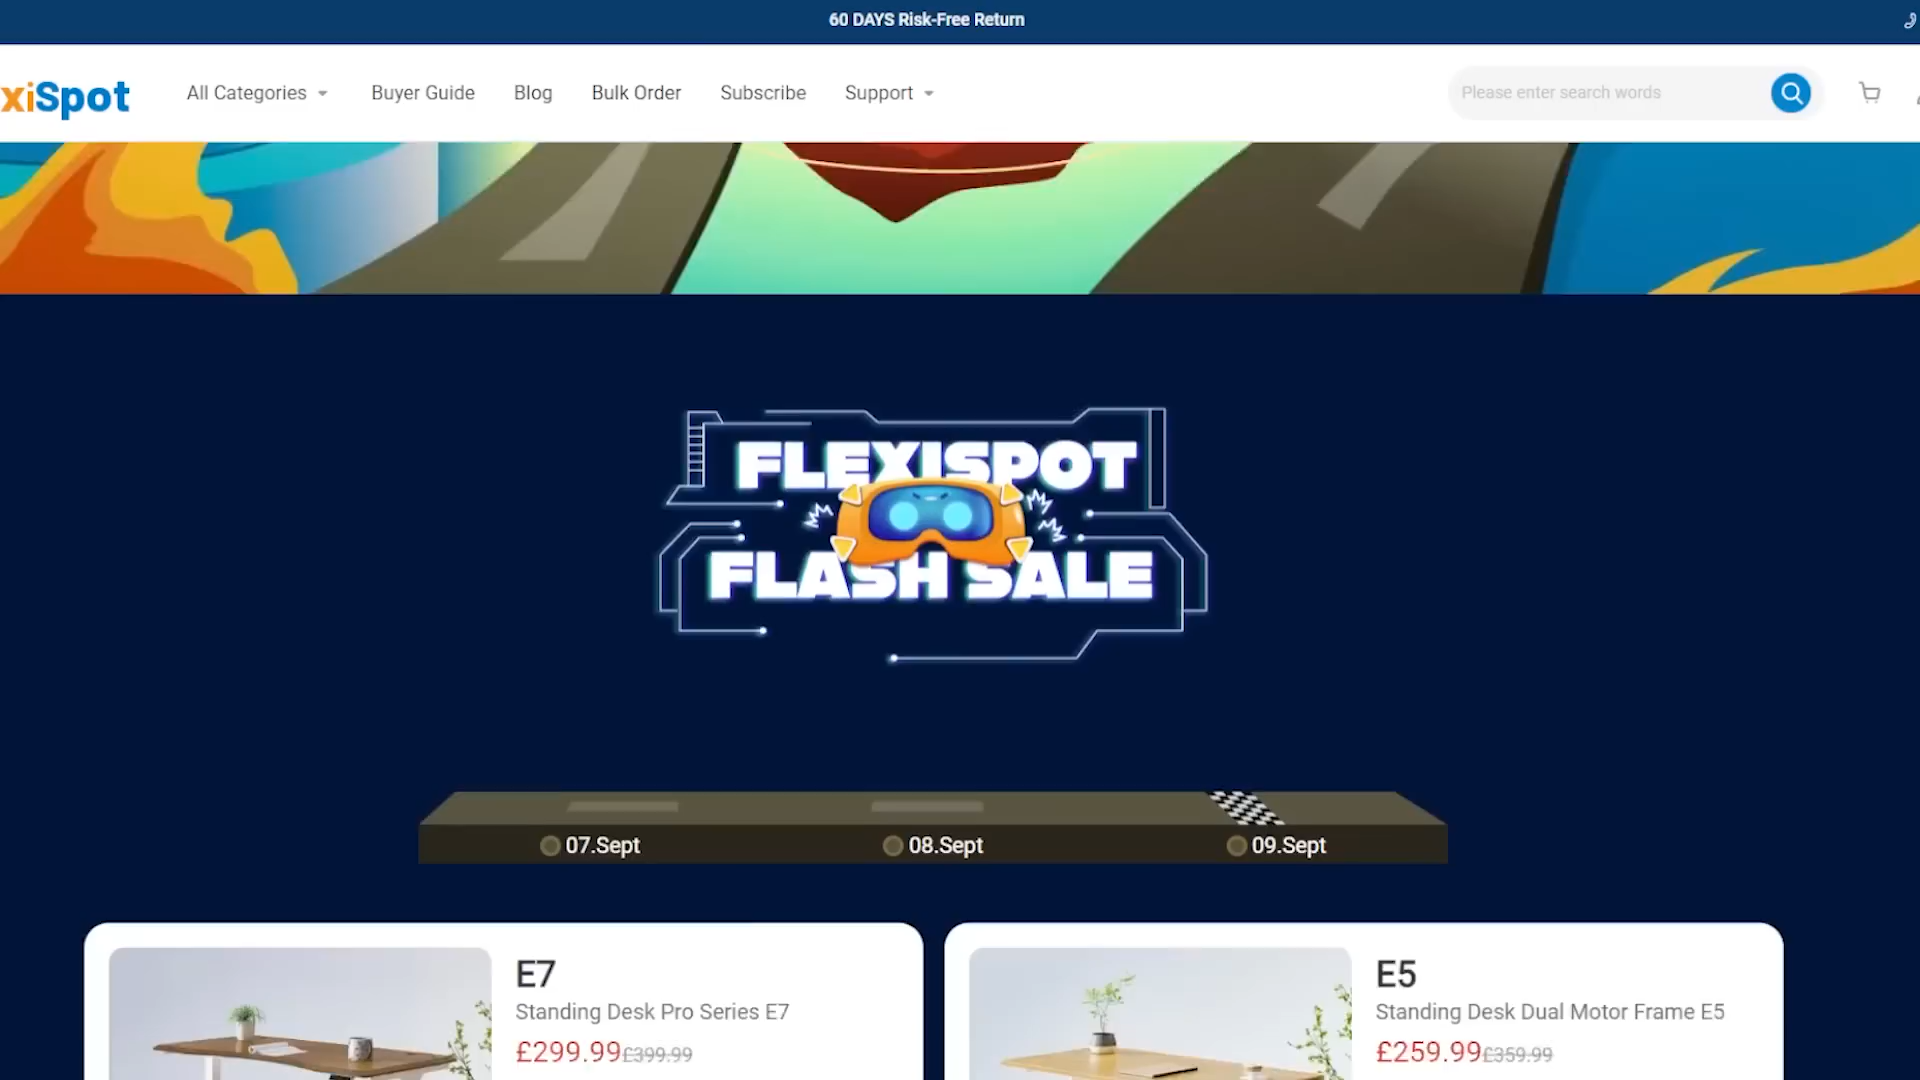 60 DAYS Risk-Free Return
xiSpot
All Categories
Buyer Guide
Blog
Bulk Order
Subscribe
Support
Please enter search words
FLEXISPOT
FLASH SALE
07.Sept
08.Sept
09.Sept
E7
Standing Desk Pro Series E7
£299.99£399.99
E5
Standing Desk Dual Motor Frame E5
£259.99£359.99